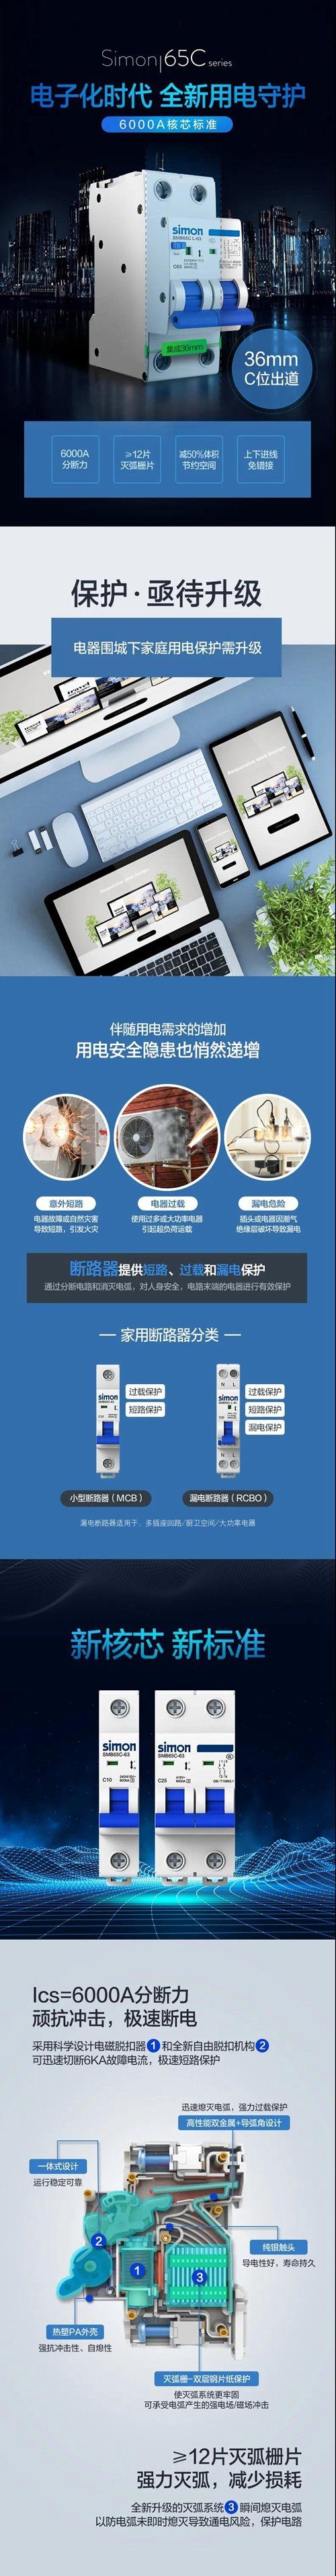 Simon|65C series
电子化时代 全新用电守护
6000A核芯标准
simon
集成36mm
36mm
C位出道
6000A
分断力
≥12片
灭弧栅片
减50%体积
节约空间
上下进线
免错接
保护·亟待升级
电器围城下家庭用电保护需升级
伴随用电需求的增加
用电安全隐患也悄然递增
意外短路
电器故障或自然灾害
导致短路，引发火灾
电器过载
使用过多或大功率电器
引起超负荷运载
漏电危险
插头或电器因潮气
绝缘层破坏导致漏电
断路器提供短路、过载和漏电保护
通过分断电路和消灭电弧，对人身安全，电路末端的电器进行有效保护
家用断路器分类
simon
过载保护
短路保护
N L
simon
N L
过载保护
短路保护
漏电保护
小型断路器（MCB）
漏电断路器（RCBO）
漏电断路器适用于：多插座回路/厨卫空间/大功率电器
新核芯 新标准
simon
SMB65C-63
C10
simon
SMB65C-63
C25
Ics=6000A分断力
顽抗冲击，极速断电
采用科学设计电磁脱扣器1和全新自由脱扣机构2
可迅速切断6KA故障电流，极速短路保护
迅速熄灭电弧，强力过载保护
高性能双金属+导弧角设计
一体式设计
运行稳定可靠
2
1
3
纯银触头
导电性好，寿命持久
热塑PA外壳
强抗冲击性、自熄性
灭弧栅-双层钢片纸保护
使灭弧系统更牢固
可承受电弧产生的强电场/磁场冲击
≥12片灭弧栅片
强力灭弧，减少损耗
全新升级的灭弧系统3瞬间熄灭电弧
以防电弧未即时熄灭导致通电风险，保护电路